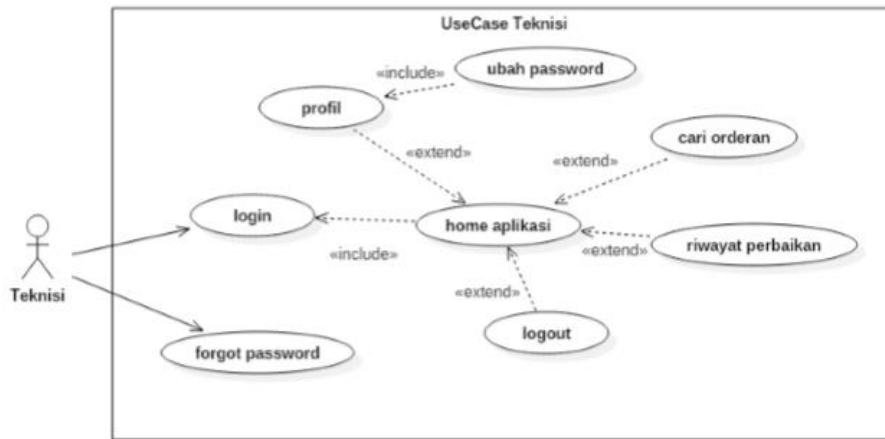 UseCase Teknisi
«include»
ubah password
profil
cari orderan
«extend»
«extend»
login
home aplikasi
riwayat perbaikan
«include»
«extend»
Teknisi
«extend»
logout
forgot password